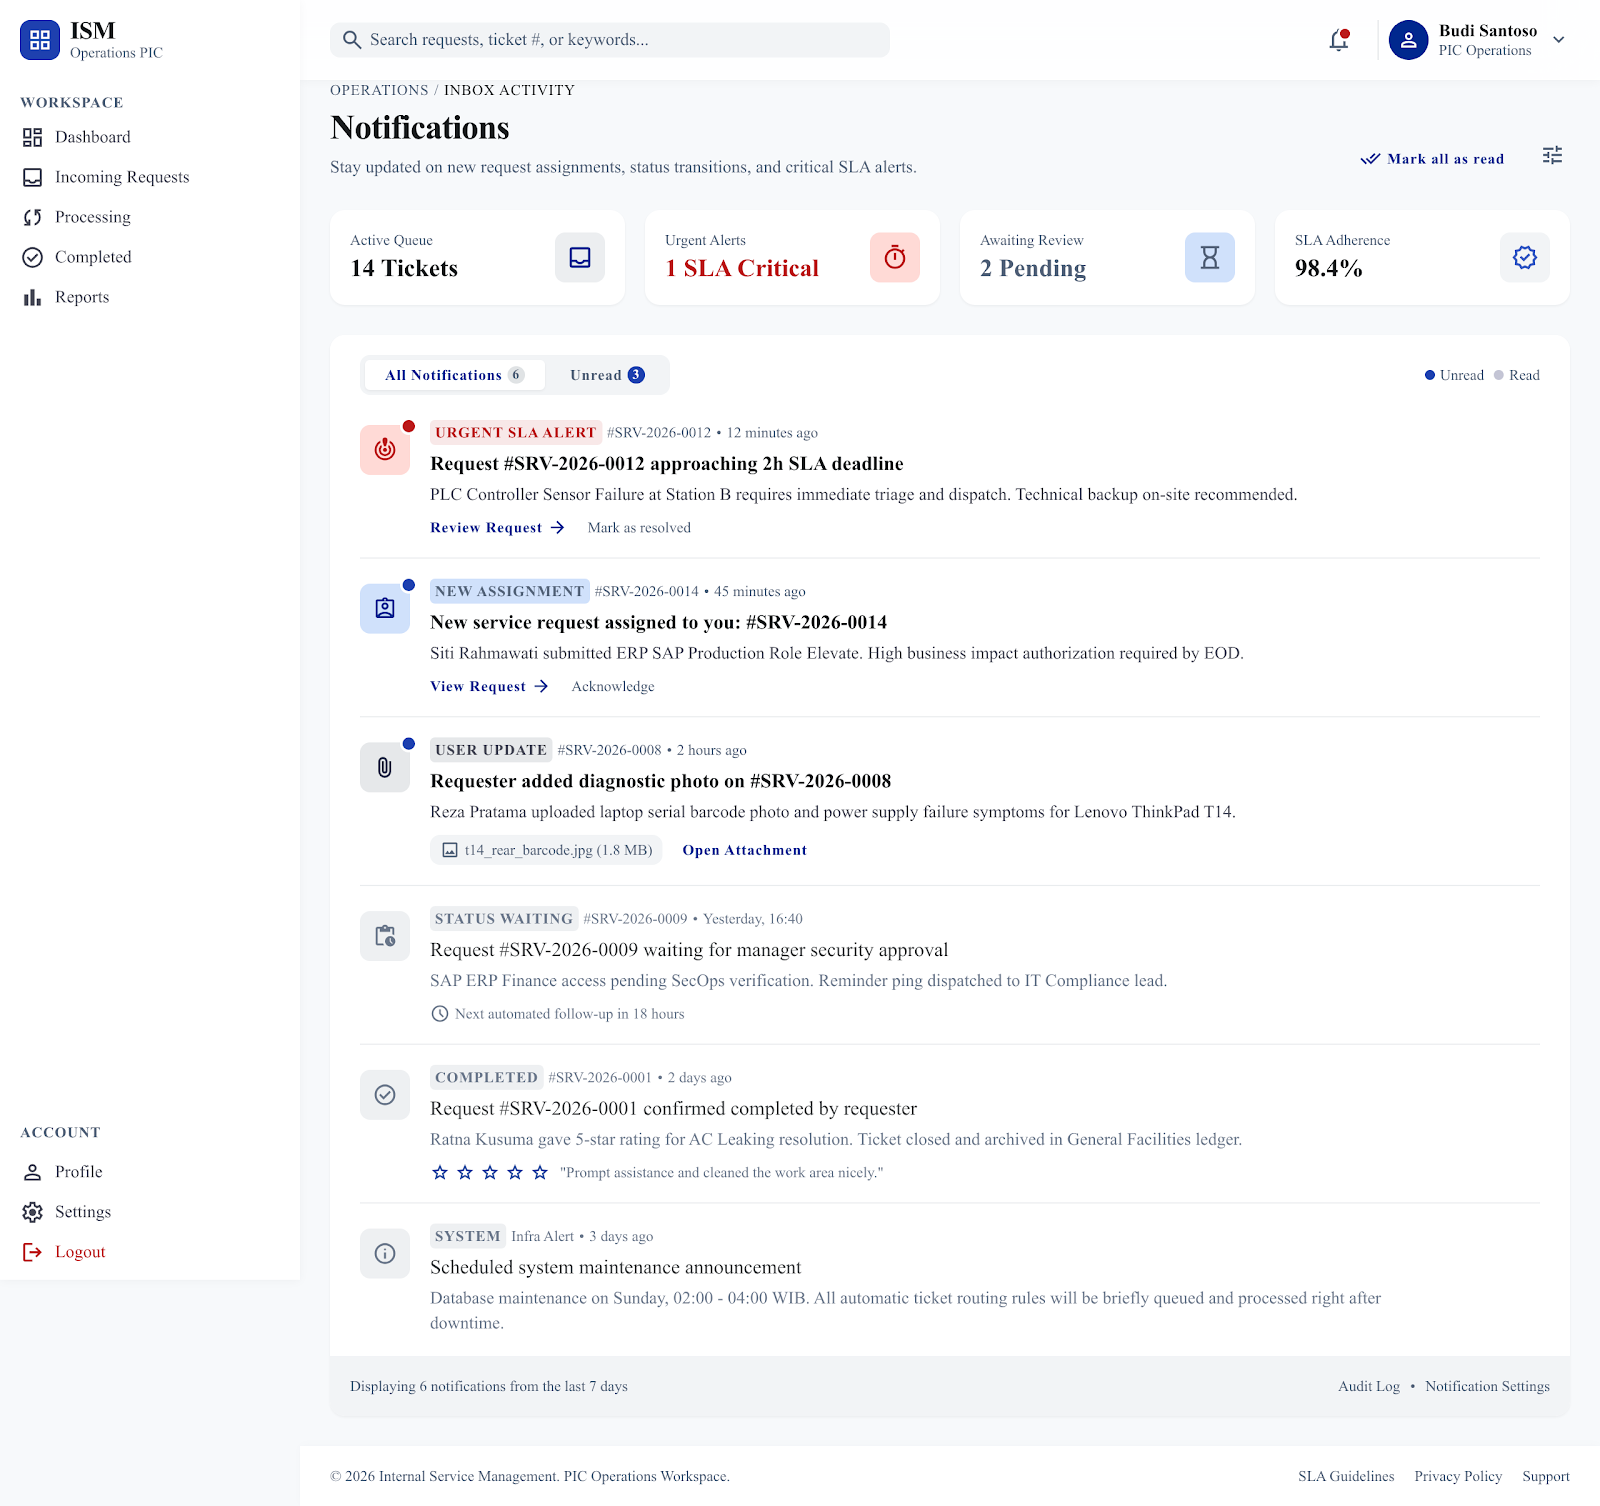 ISM
Operations PIC
WORKSPACE
Dashboard
Incoming Requests
Processing
Completed
Reports
ACCOUNT
Profile
Settings
Logout
Search requests, ticket #, or keywords...
Budi Santoso
PIC Operations
OPERATIONS / INBOX ACTIVITY
Notifications
Stay updated on new request assignments, status transitions, and critical SLA alerts.
Mark all as read
Active Queue
14 Tickets
Urgent Alerts
1 SLA Critical
Awaiting Review
2 Pending
SLA Adherence
98.4%
All Notifications 6
Unread 3
Unread Read
URGENT SLA ALERT #SRV-2026-0012 • 12 minutes ago
Request #SRV-2026-0012 approaching 2h SLA deadline
PLC Controller Sensor Failure at Station B requires immediate triage and dispatch. Technical backup on-site recommended.
Review Request Mark as resolved
NEW ASSIGNMENT #SRV-2026-0014 • 45 minutes ago
New service request assigned to you: #SRV-2026-0014
Siti Rahmawati submitted ERP SAP Production Role Elevate. High business impact authorization required by EOD.
View Request Acknowledge
USER UPDATE #SRV-2026-0008 • 2 hours ago
Requester added diagnostic photo on #SRV-2026-0008
Reza Pratama uploaded laptop serial barcode photo and power supply failure symptoms for Lenovo ThinkPad T14.
t14_rear_barcode.jpg (1.8 MB) Open Attachment
STATUS WAITING #SRV-2026-0009 • Yesterday, 16:40
Request #SRV-2026-0009 waiting for manager security approval
SAP ERP Finance access pending SecOps verification. Reminder ping dispatched to IT Compliance lead.
Next automated follow-up in 18 hours
COMPLETED #SRV-2026-0001 • 2 days ago
Request #SRV-2026-0001 confirmed completed by requester
Ratna Kusuma gave 5-star rating for AC Leaking resolution. Ticket closed and archived in General Facilities ledger.
"Prompt assistance and cleaned the work area nicely."
SYSTEM Infra Alert • 3 days ago
Scheduled system maintenance announcement
Database maintenance on Sunday, 02:00 - 04:00 WIB. All automatic ticket routing rules will be briefly queued and processed right after
downtime.
Displaying 6 notifications from the last 7 days
Audit Log • Notification Settings
© 2026 Internal Service Management. PIC Operations Workspace.
SLA Guidelines Privacy Policy Support